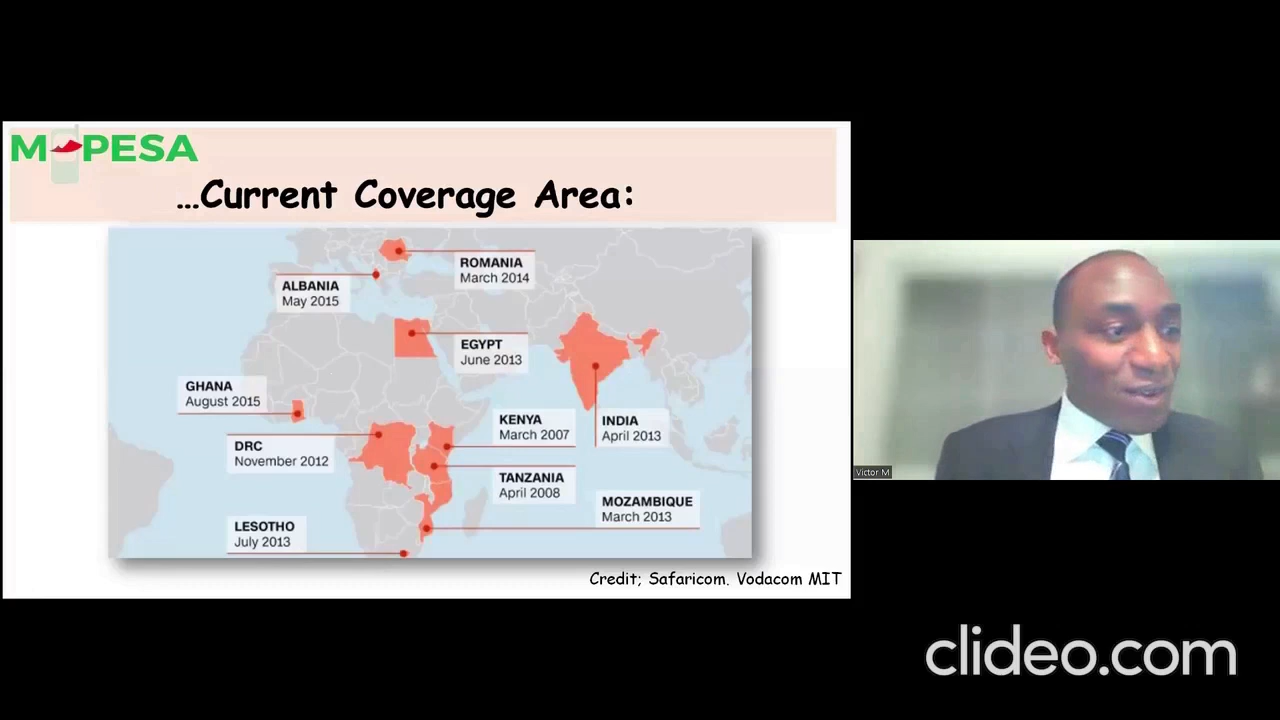 M PESA
...Current Coverage Area:
ROMANIA
March 2014
ALBANIA
May 2015
EGYPT
June 2013
GHANA
August 2015
KENYA
March 2007
INDIA
April 2013
DRC
November 2012
TANZANIA
April 2008
MOZAMBIQUE
March 2013
LESOTHO
July 2013
Credit; Safaricom. Vodacom MIT
Victor M
clideo.com